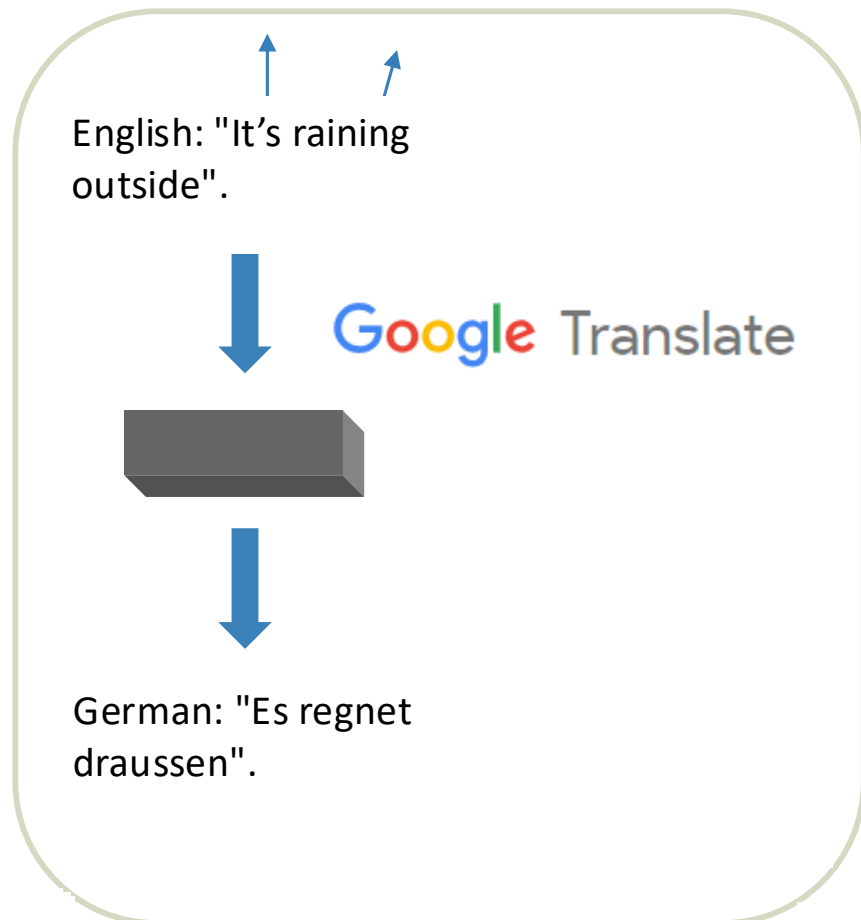 English: "It’s raining
outside".
Google Translate
German: "Es regnet
draussen".